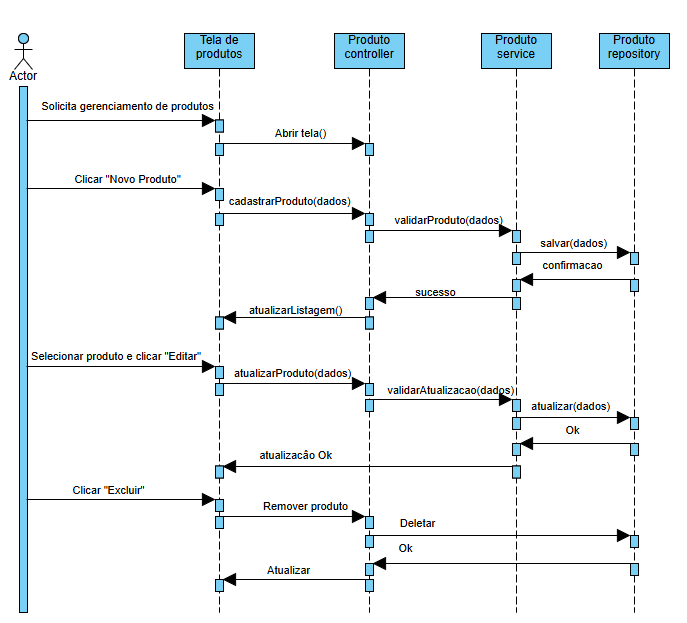 Tela de
produtos
Produto
controller
Produto
service
Produto
repository
Actor
Solicita gerenciamento de produtos
Abrir tela()
Clicar "Novo Produto"
cadastrarProduto(dados)
validarProduto(dados)
salvar(dados)
confirmacao
sucesso
atualizarListagem()
Selecionar produto e clicar "Editar"
atualizarProduto(dados)
validarAtualizacao(dados)
atualizar(dados)
Ok
atualizacâo Ok
Clicar "Excluir"
Remover produto
Deletar
Ok
Atualizar